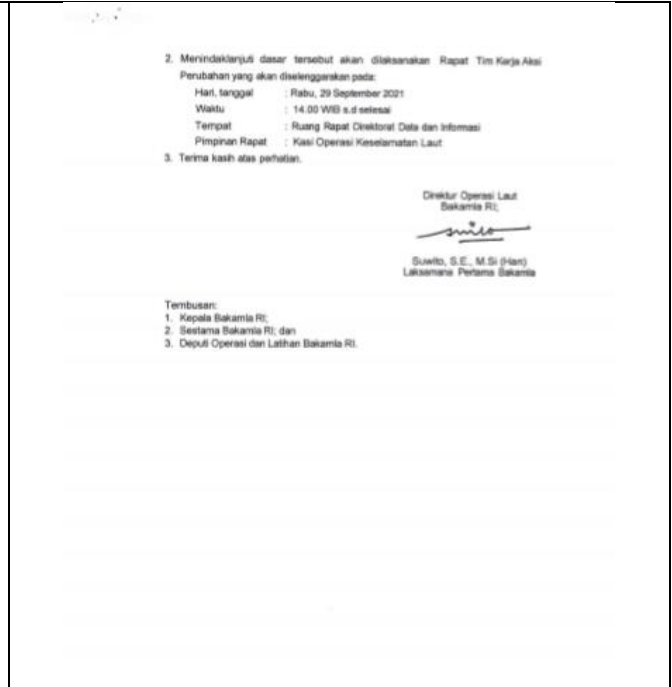 2. Menindaklanjuti dasar tersebut akan dilaksanakan Rapat Tim Kerja Aksi
Perubahan yang akan diselenggarakan pada:
Hari, tanggal : Rabu, 29 September 2021
Waktu : 14.00 WIB s.d selesai
Tempat : Ruang Rapat Direktorat Data dan Informasi
Pimpinan Rapat : Kasi Operasi Keselamatan Laut
3. Terima kasih atas perhatian.
Direktur Operasi Laut
Bakamla RI;
Suwito, S.E., M.Si (Han)
Laksamana Pertama Bakamla
Tembusan:
1. Kepala Bakamla RI;
2. Sestama Bakamla RI; dan
3. Deputi Operasi dan Latihan Bakamla RI.